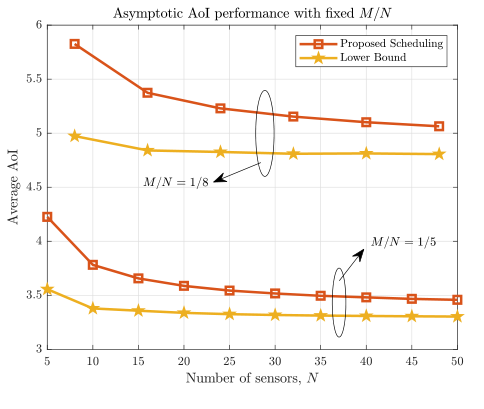 Asymptotic AoI performance with fixed M/N
Proposed Scheduling
Lower Bound
6
5.5
5
4.5
4
3.5
3
Average AoI
M/N = 1/8
M/N = 1/5
5 10 15 20 25 30 35 40 45 50
Number of sensors, N